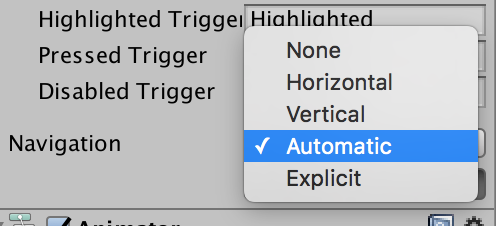 Highlighted Trigger Highlighted
Pressed Trigger
Disabled Trigger
Navigation
None
Horizontal
Vertical
✓ Automatic
Explicit
Animator